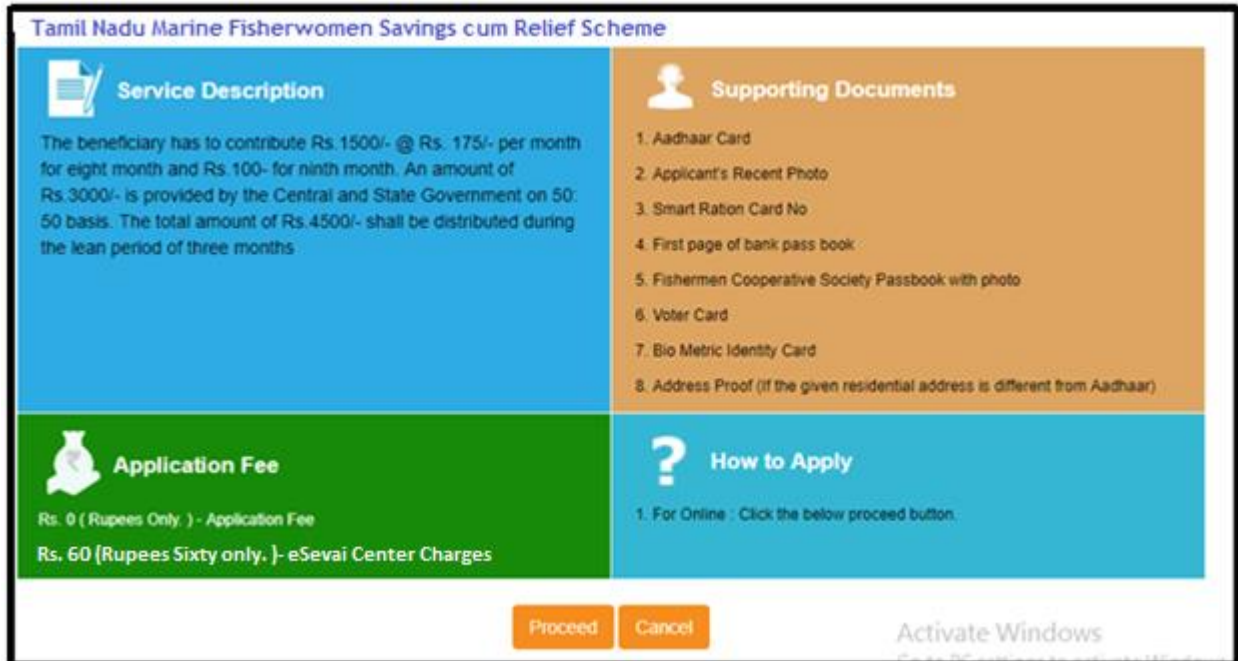 Tamil Nadu Marine Fisherwomen Savings cum Relief Scheme
Service Description
The beneficiary has to contribute Rs.1500/- @ Rs. 175/- per month
for eight month and Rs.100- for ninth month. An amount of
Rs.3000/- is provided by the Central and State Government on 50:
50 basis. The total amount of Rs.4500/- shall be distributed during
the lean period of three months
Supporting Documents
1. Aadhaar Card
2. Applicant's Recent Photo
3. Smart Ration Card No
4. First page of bank pass book
5. Fishermen Cooperative Society Passbook with photo
6. Voter Card
7. Bio Metric Identity Card
8. Address Proof (If the given residential address is different from Aadhaar)
Application Fee
Rs. 0 ( Rupees Only. ) - Application Fee
Rs. 60 (Rupees Sixty only. )- eSevai Center Charges
How to Apply
1. For Online : Click the below proceed button.
Proceed
Cancel
Activate Windows